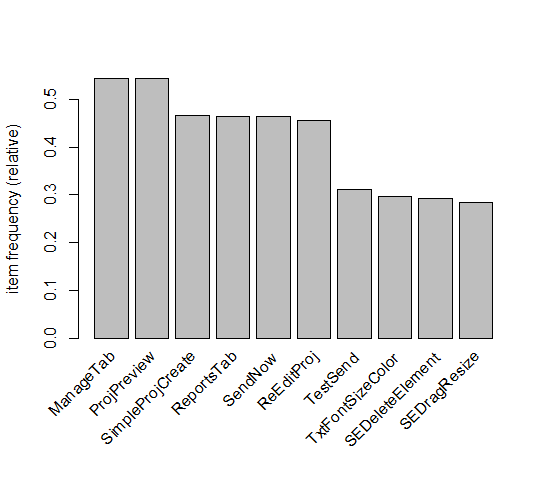 item frequency (relative)
0.0
0.1
0.2
0.3
0.4
0.5
ManageTab
ProjPreview
SimpleProjCreate
ReportsTab
SendNow
ReEditProj
TestSend
TxtFontSizeColor
SEDeleteElement
SEDragResize